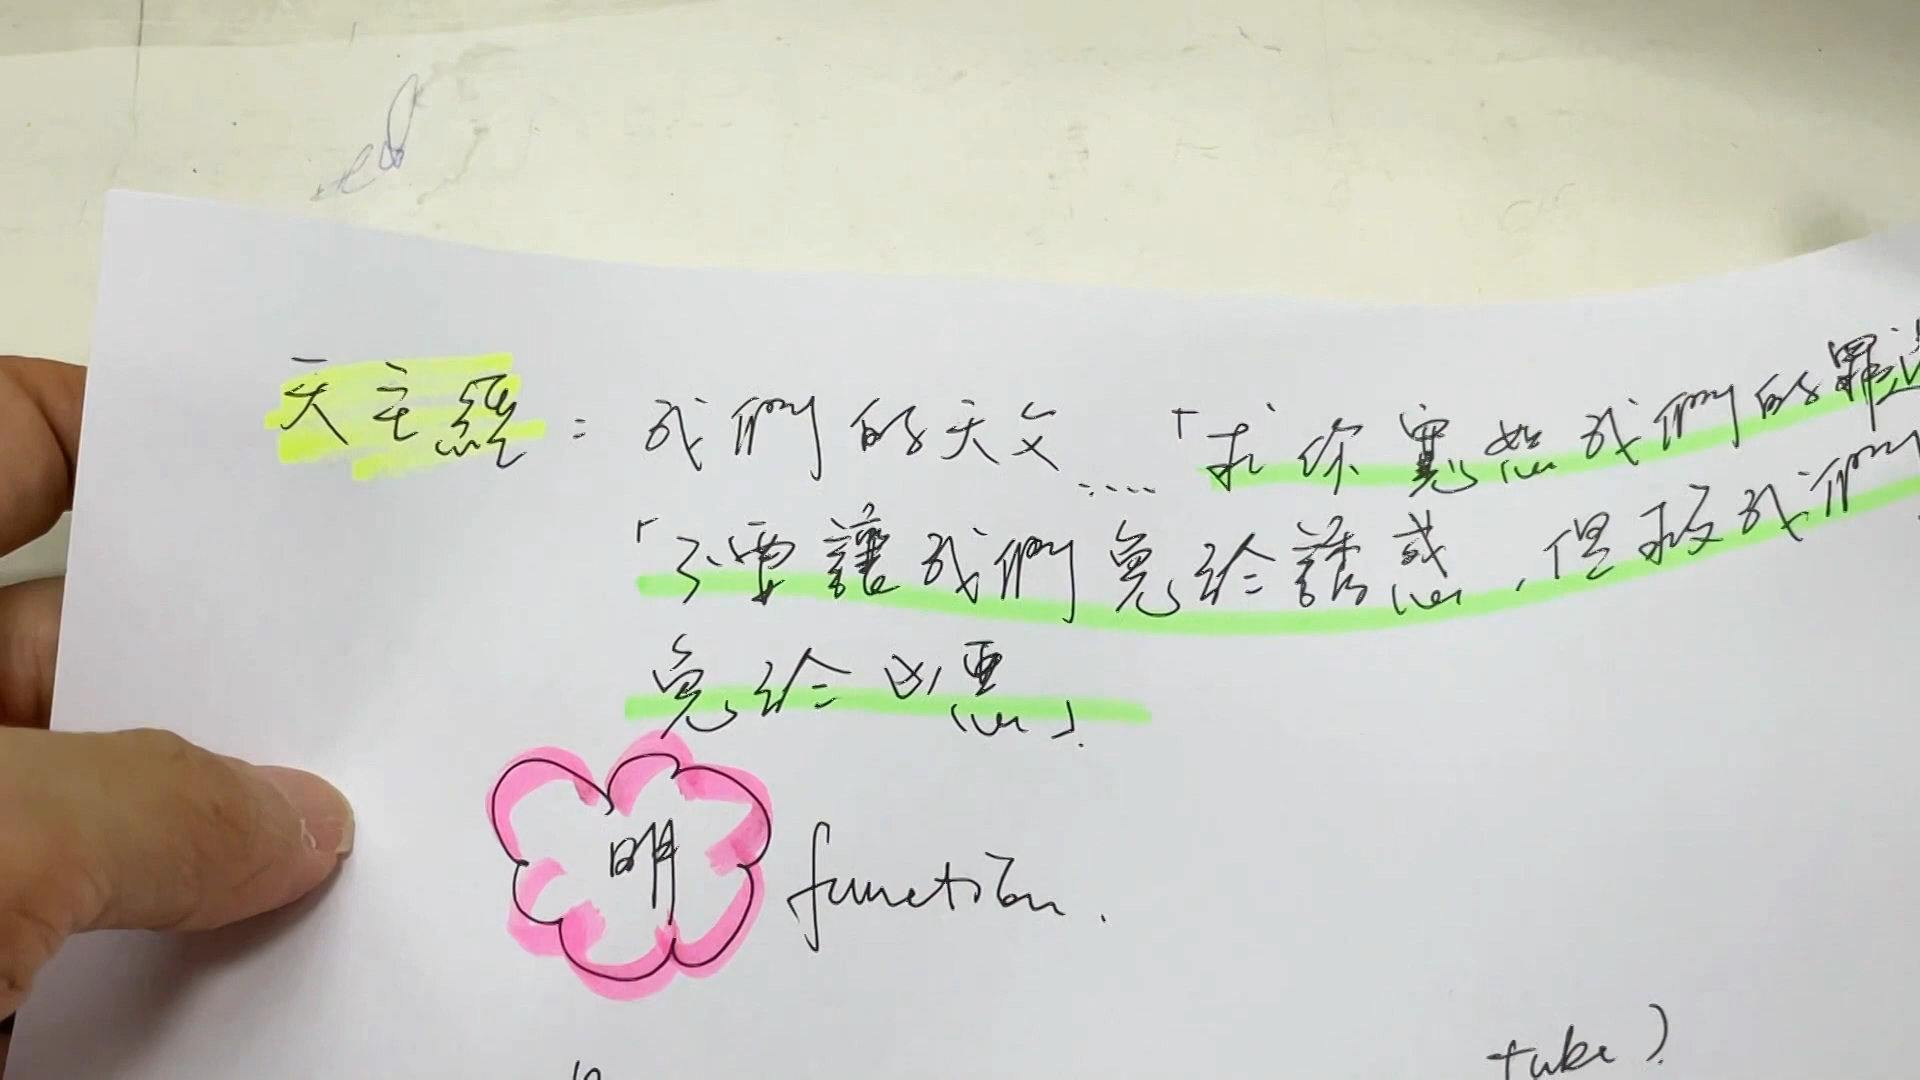 天主經：我們的天父....「求你寬恕我們的罪過
「不要讓我們免於誘惑，但救我們
免於凶惡」.
明 function.
tube)